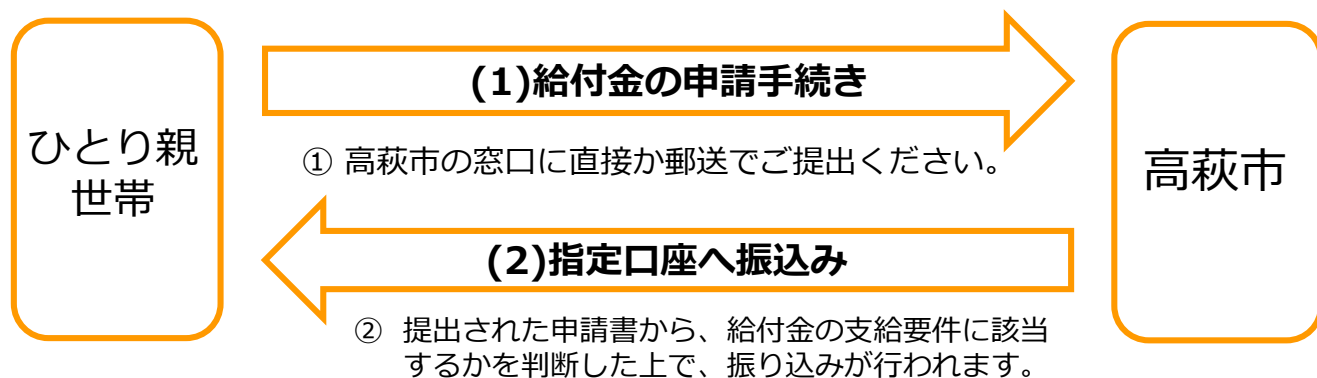 ひとり親
世帯
(1)給付金の申請手続き
① 高萩市の窓口に直接か郵送でご提出ください。
高萩市
(2)指定口座へ振込み
② 提出された申請書から、給付金の支給要件に該当
するかを判断した上で、振り込みが行われます。